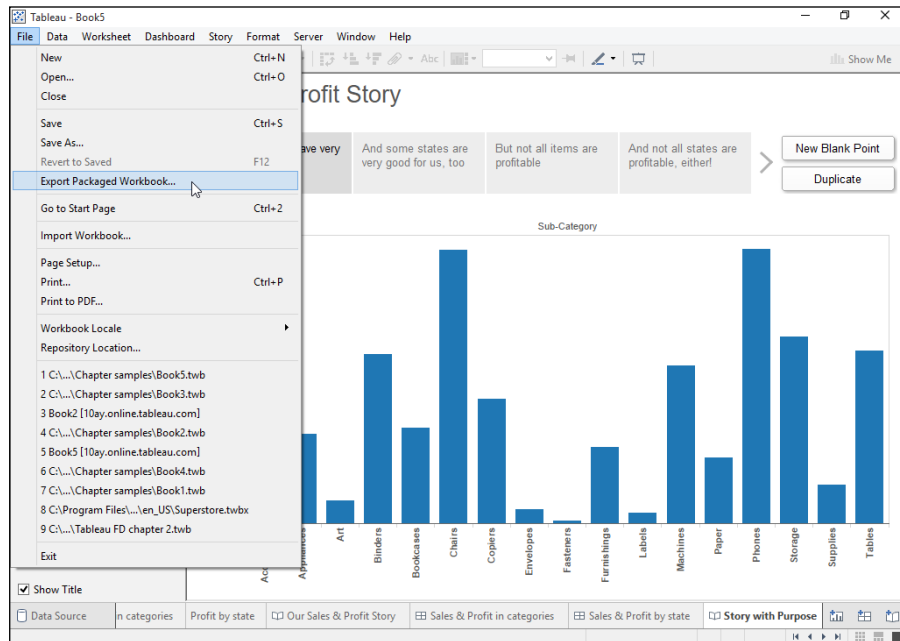 Tableau - Book5
File Data Worksheet Dashboard Story Format Server Window Help
Abc
Show Me
New Ctrl+N
Open... Ctrl+O
Close
Save Ctrl+S
Save As...
Revert to Saved F12
Export Packaged Workbook...
Go to Start Page Ctrl+2
Import Workbook...
Page Setup...
Print... Ctrl+P
Print to PDF...
Workbook Locale
Repository Location...
1 C:\...\Chapter samples\Book5.twb
2 C:\...\Chapter samples\Book3.twb
3 Book2 [10ay.online.tableau.com]
4 C:\...\Chapter samples\Book2.twb
5 Book5 [10ay.online.tableau.com]
6 C:\...\Chapter samples\Book4.twb
7 C:\...\Chapter samples\Book1.twb
8 C:\Program Files\...\en_US\Superstore.twbx
9 C:\...\Tableau FD chapter 2.twb
Exit
rofit Story
ave very
And some states are
very good for us, too
But not all items are
profitable
And not all states are
profitable, either!
New Blank Point
Duplicate
Sub-Category
Art
Binders
Bookcases
Chairs
Copiers
Envelopes
Fasteners
Furnishings
Labels
Machines
Paper
Phones
Storage
Supplies
Tables
Show Title
Data Source
n categories
Profit by state
Our Sales & Profit Story
Sales & Profit in categories
Sales & Profit by state
Story with Purpose